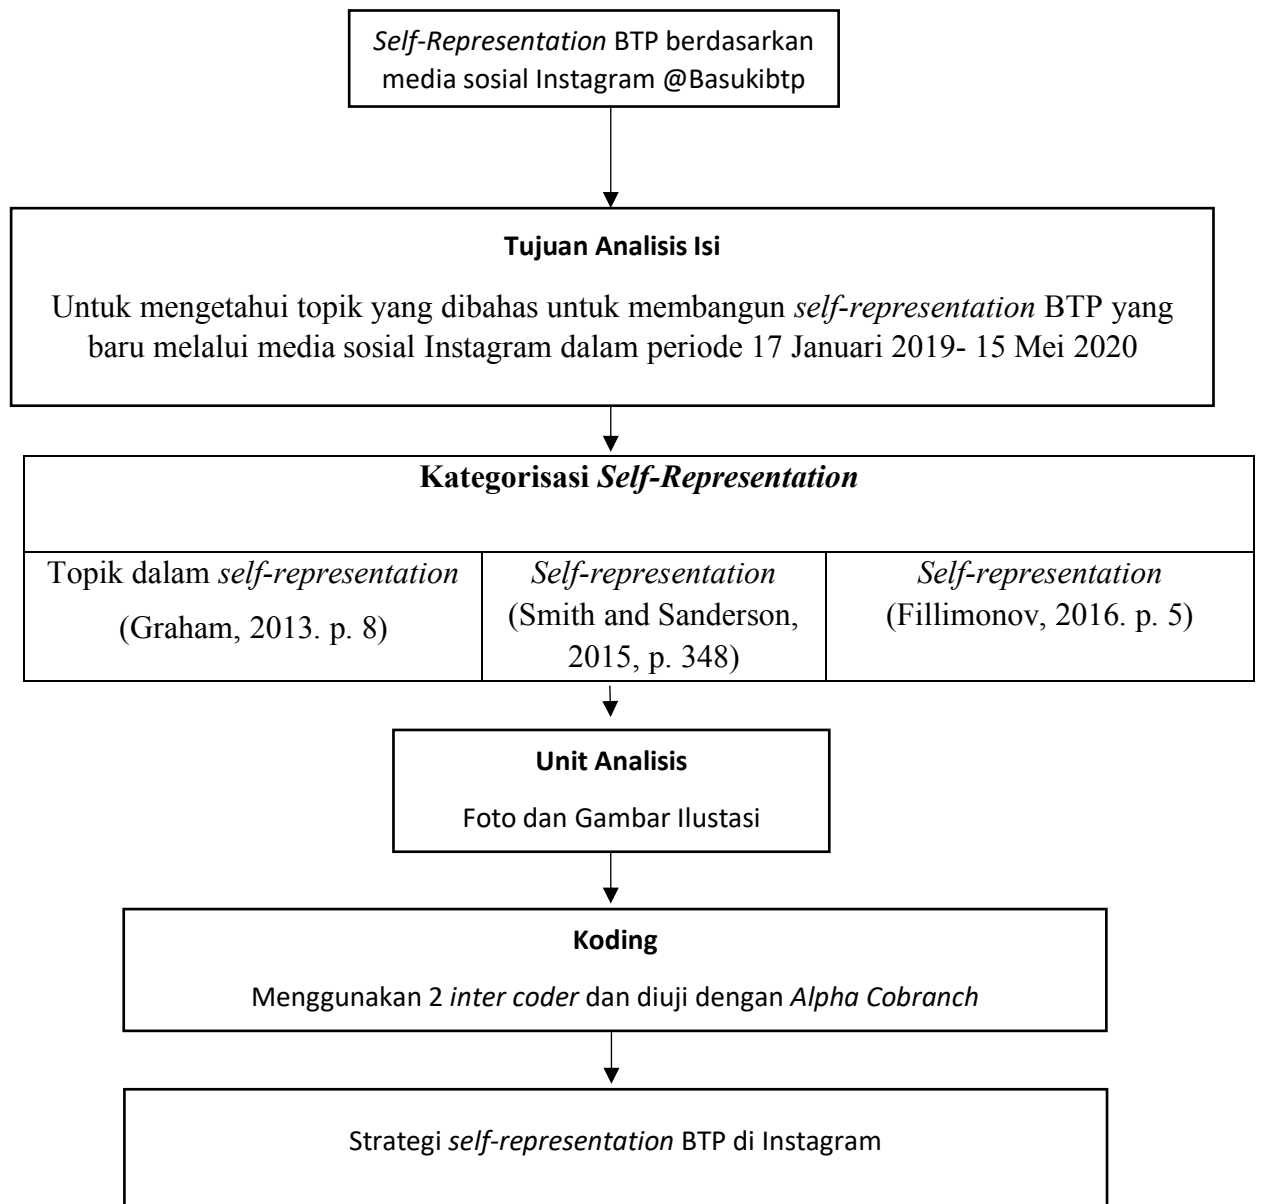 Self-Representation BTP berdasarkan
media sosial Instagram @Basukibtp
Tujuan Analisis Isi
Untuk mengetahui topik yang dibahas untuk membangun self-representation BTP yang
baru melalui media sosial Instagram dalam periode 17 Januari 2019- 15 Mei 2020
Kategorisasi Self-Representation
Topik dalam self-representation
(Graham, 2013. p. 8)
Self-representation
(Smith and Sanderson,
2015, p. 348)
Self-representation
(Fillimonov, 2016. p. 5)
Unit Analisis
Foto dan Gambar Ilustasi
Koding
Menggunakan 2 inter coder dan diuji dengan Alpha Cobranch
Strategi self-representation BTP di Instagram